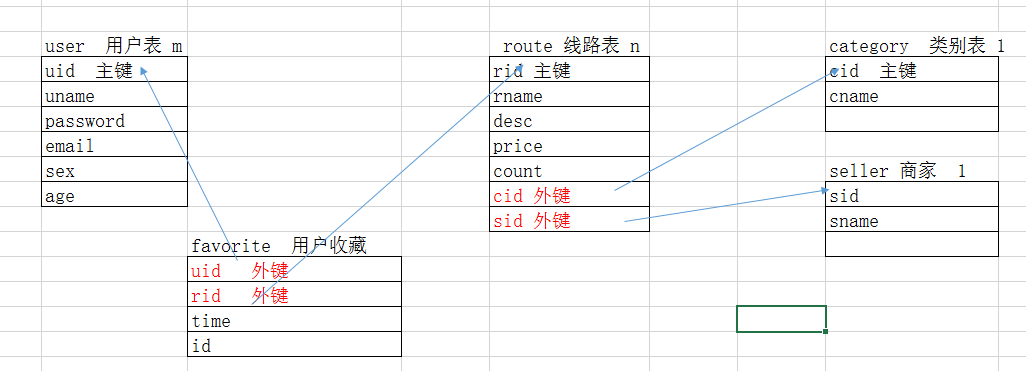 user 用户表 m
uid 主键
uname
password
email
sex
age
favorite 用户收藏
uid 外键
rid 外键
time
id
route 线路表 n
rid 主键
rname
desc
price
count
cid 外键
sid 外键
category 类别表 1
cid 主键
cname
seller 商家 1
sid
sname